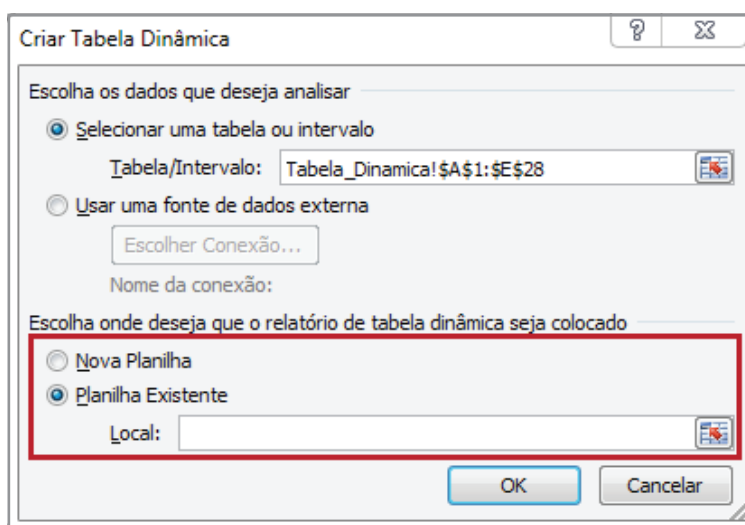 Criar Tabela Dinâmica
Escolha os dados que deseja analisar
Selecionar uma tabela ou intervalo
Tabela/Intervalo: Tabela_Dinamica!$A$1:$E$28
Usar uma fonte de dados externa
Escolher Conexão...
Nome da conexão:
Escolha onde deseja que o relatório de tabela dinâmica seja colocado
Nova Planilha
Planilha Existente
Local:
OK Cancelar